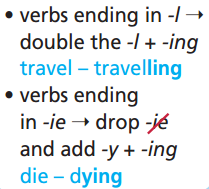 • verbs ending in -l →
double the -l + -ing
travel – travelling
• verbs ending
in -ie → drop -ie
and add -y + -ing
die – dying